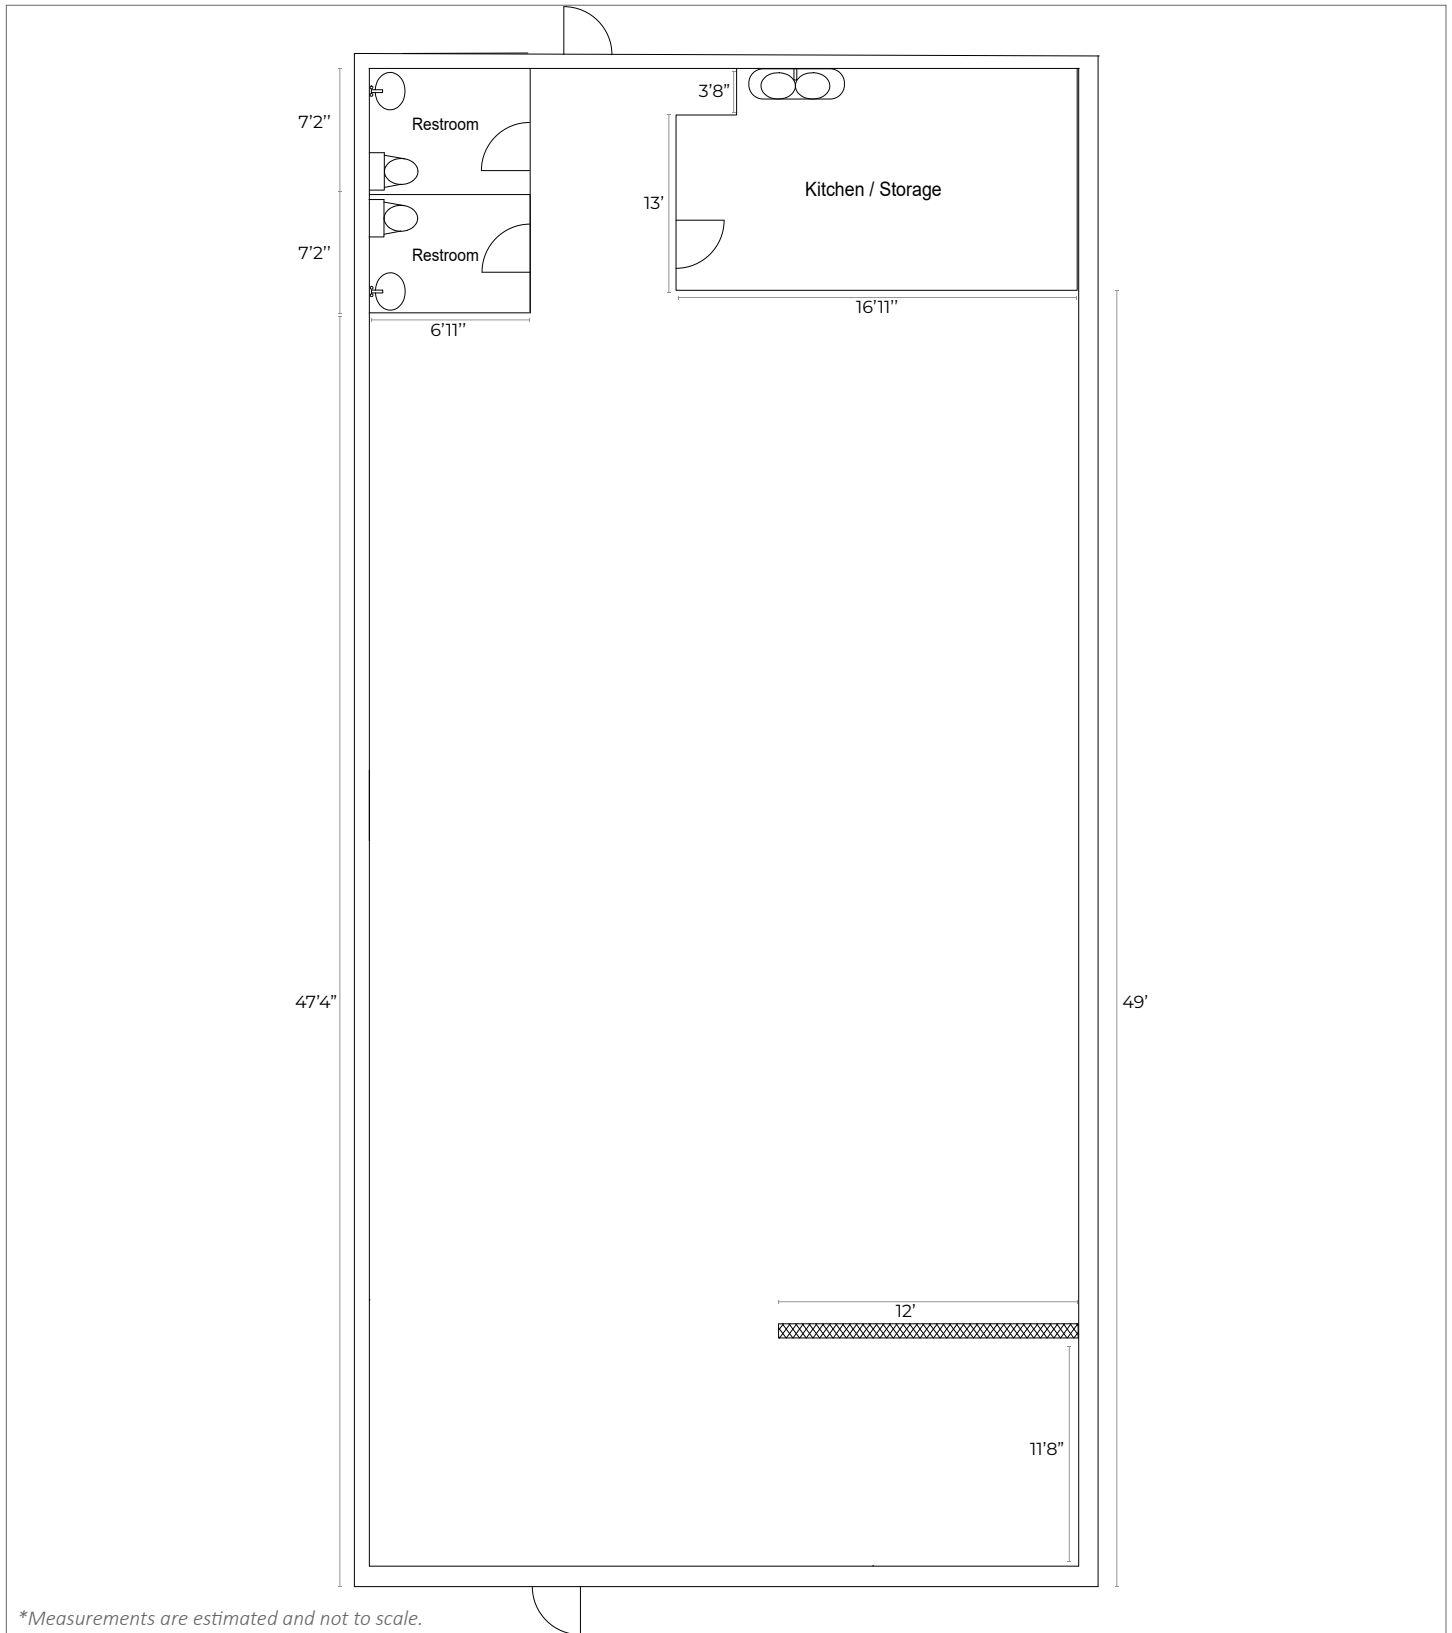 3’8”
7’2’’
Restroom
Kitchen / Storage
13’
7’2’’
Restroom
16’11’’
6’11’’
47’4”
49’
12’
11’8”
*Measurements are estimated and not to scale.